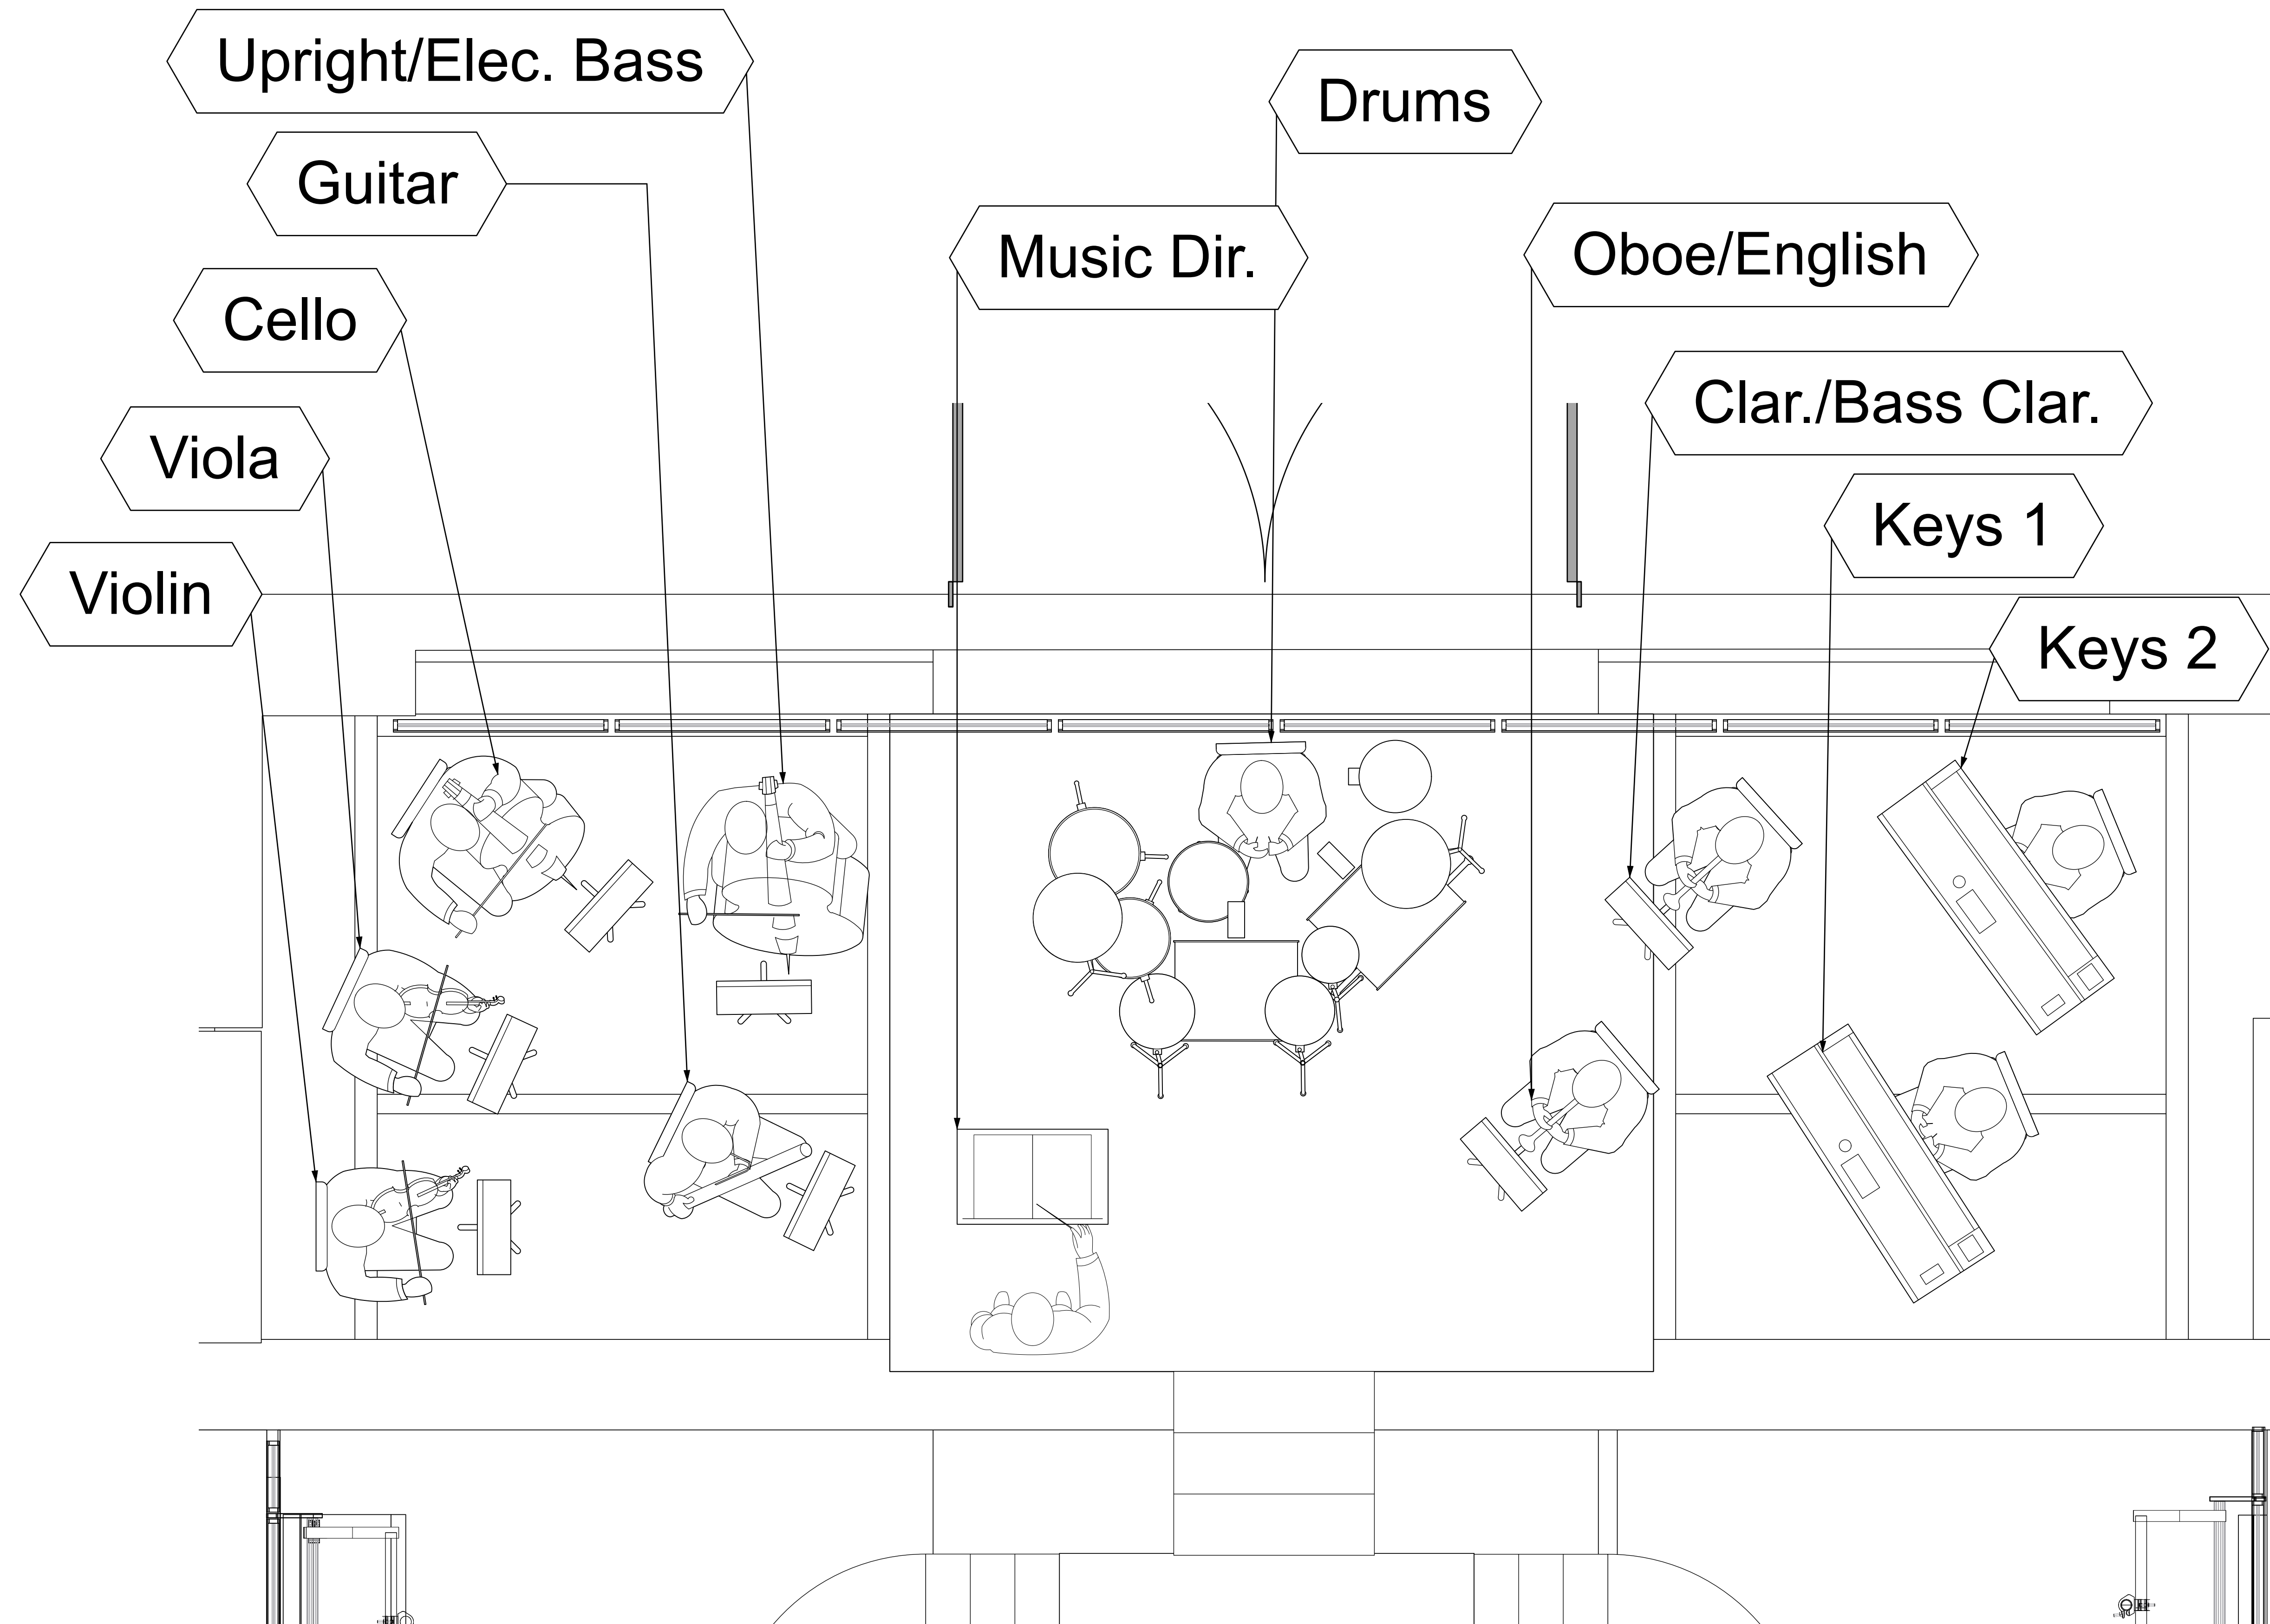 Upright/Elec. Bass
Drums
Guitar
Music Dir.
Oboe/English
Cello
Clar./Bass Clar.
Viola
Keys 1
Violin
Keys 2